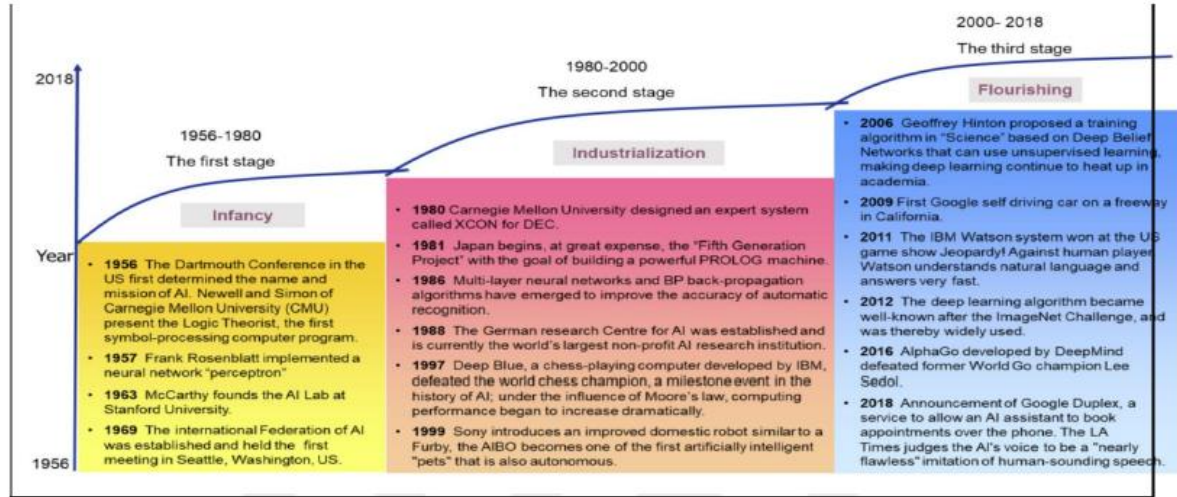 2000- 2018
The third stage
Flourishing
1980-2000
The second stage
Industrialization
1956-1980
The first stage
Infancy
2018
Year
1956
• 1956 The Dartmouth Conference in the
US first determined the name and
mission of AI. Newell and Simon of
Carnegie Mellon University (CMU)
present the Logic Theorist, the first
symbol-processing computer program.
• 1957 Frank Rosenblatt implemented a
neural network "perceptron"
• 1963 McCarthy founds the AI Lab at
Stanford University.
• 1969 The international Federation of AI
was established and held the first
meeting in Seattle, Washington, US.
• 1980 Carnegie Mellon University designed an expert system
called XCON for DEC.
• 1981 Japan begins, at great expense, the "Fifth Generation
Project" with the goal of building a powerful PROLOG machine.
• 1986 Multi-layer neural networks and BP back-propagation
algorithms have emerged to improve the accuracy of automatic
recognition.
• 1988 The German research Centre for AI was established and
is currently the world's largest non-profit AI research institution.
• 1997 Deep Blue, a chess-playing computer developed by IBM,
defeated the world chess champion, a milestone event in the
history of AI; under the influence of Moore's law, computing
performance began to increase dramatically.
• 1999 Sony introduces an improved domestic robot similar to a
Furby, the AIBO becomes one of the first artificially intelligent
"pets" that is also autonomous.
• 2006 Geoffrey Hinton proposed a training
algorithm in "Science" based on Deep Belief
Networks that can use unsupervised learning,
making deep learning continue to heat up in
academia.
• 2009 First Google self driving car on a freeway
in California.
• 2011 The IBM Watson system won at the US
game show Jeopardy! Against human player
Watson understands natural language and
answers very fast.
• 2012 The deep learning algorithm became
well-known after the ImageNet Challenge, and
was thereby widely used.
• 2016 AlphaGo developed by DeepMind
defeated former World Go champion Lee
Sedol.
• 2018 Announcement of Google Duplex, a
service to allow an AI assistant to book
appointments over the phone. The LA
Times judges the AI's voice to be a "nearly
flawless" imitation of human-sounding speech.